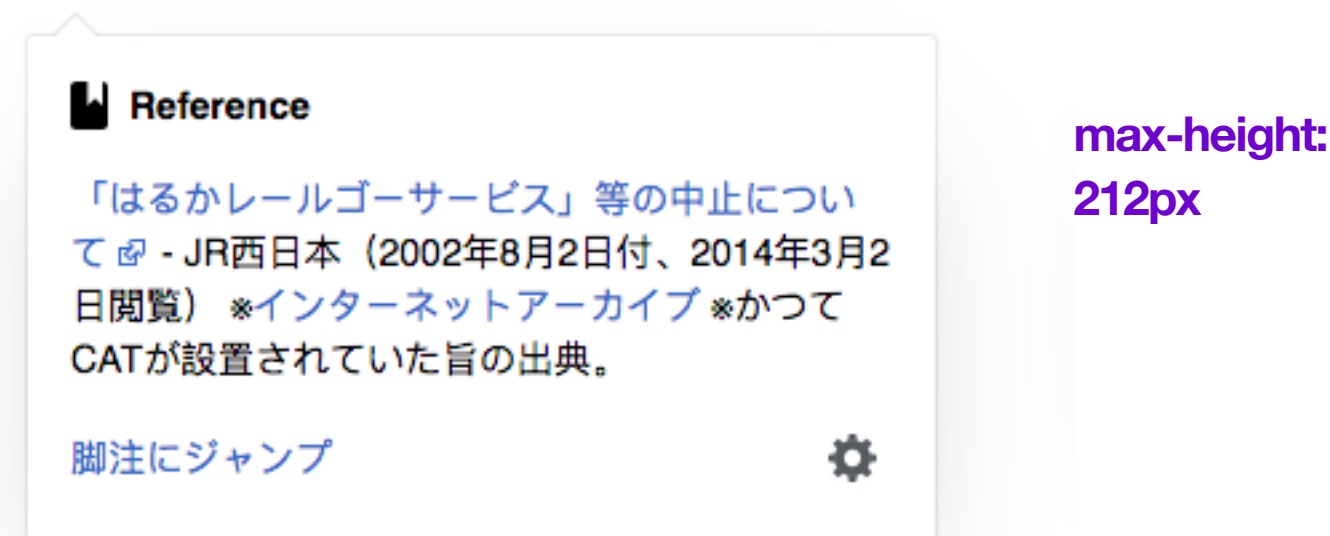 Reference
「はるかレールゴーサービス」等の中止につい
て - JR西日本（2002年8月2日付、2014年3月2
日閲覧） ※インターネットアーカイブ ※かつて
CATが設置されていた旨の出典。
脚注にジャンプ
max-height:
212px